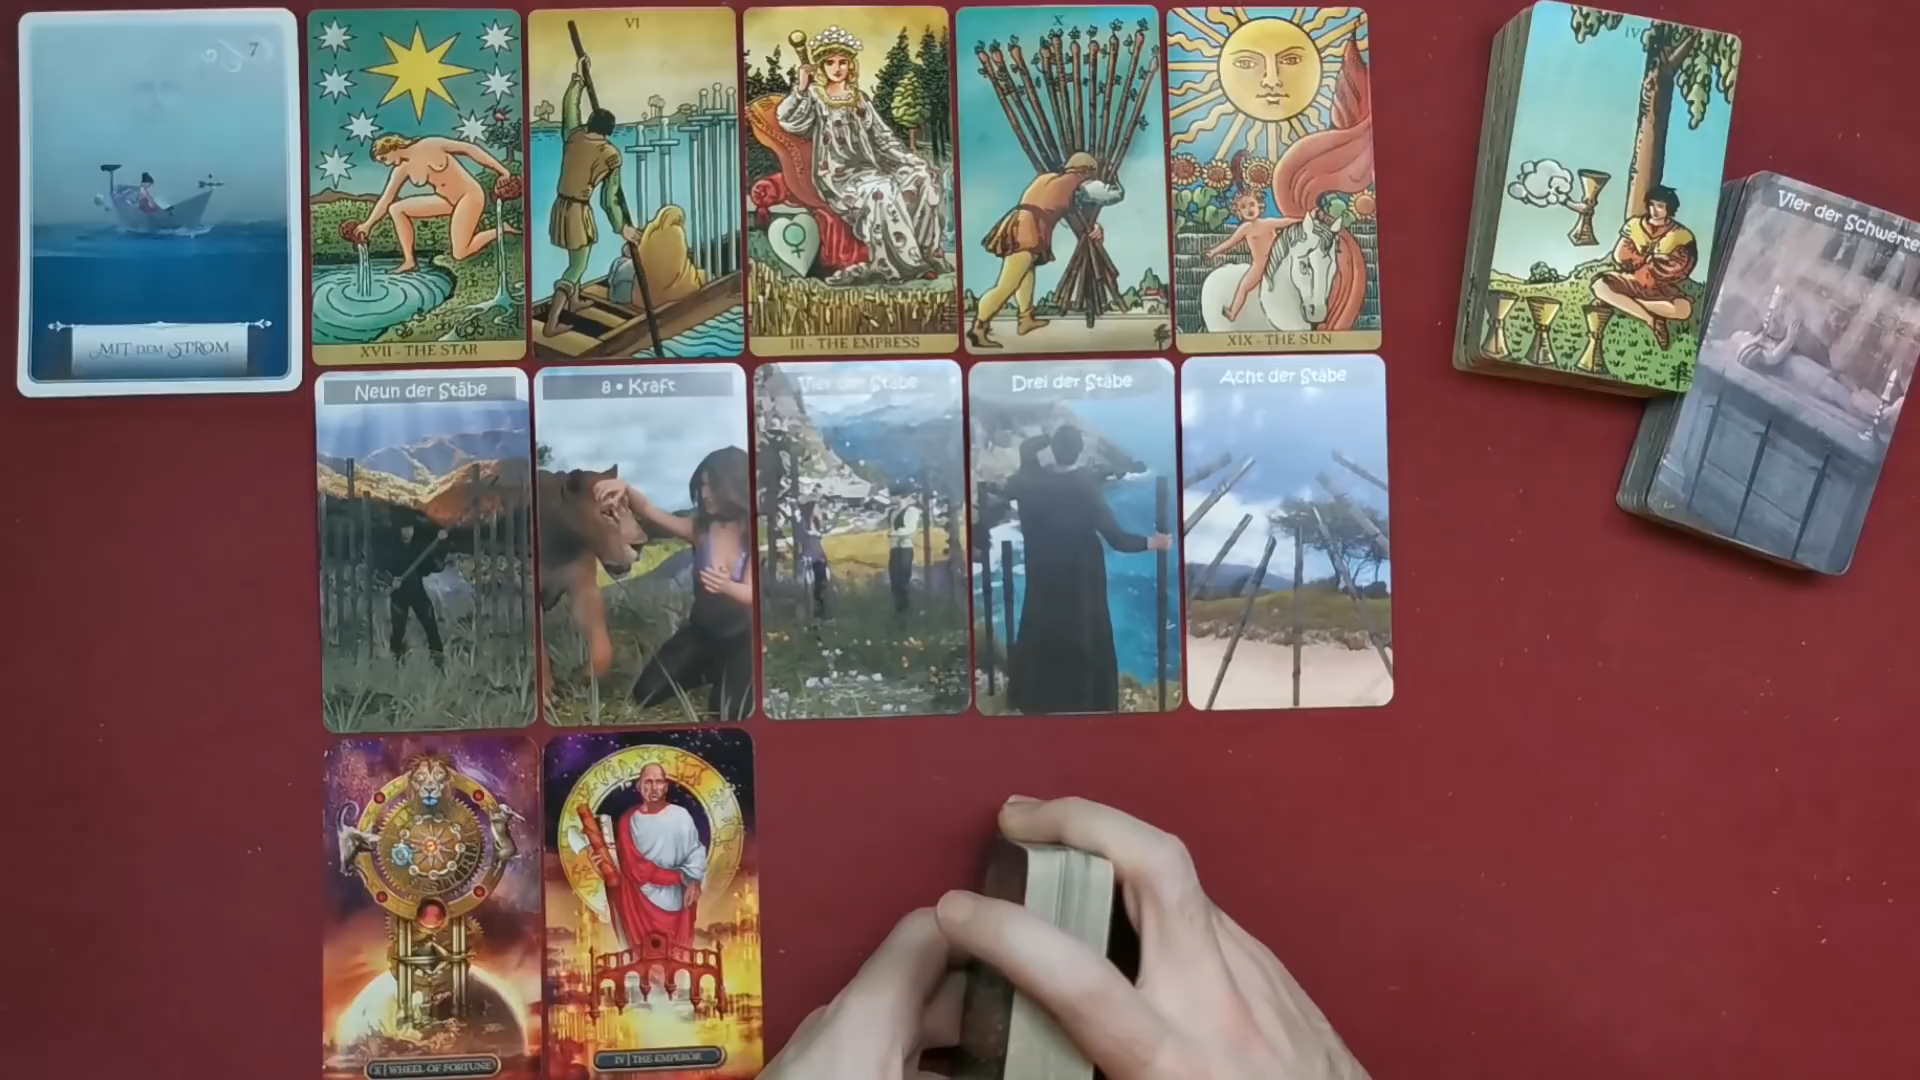 7
MIT DEM STROM
XVII - THE STAR
VI
III - THE EMPRESS
X
XIX - THE SUN
IV
Vier der Schwerte
Neun der Stäbe
8 • Kraft
Vier der Stäbe
Drei der Stäbe
Acht der Stäbe
X | WHEEL OF FORTUNE
IV | THE EMPEROR